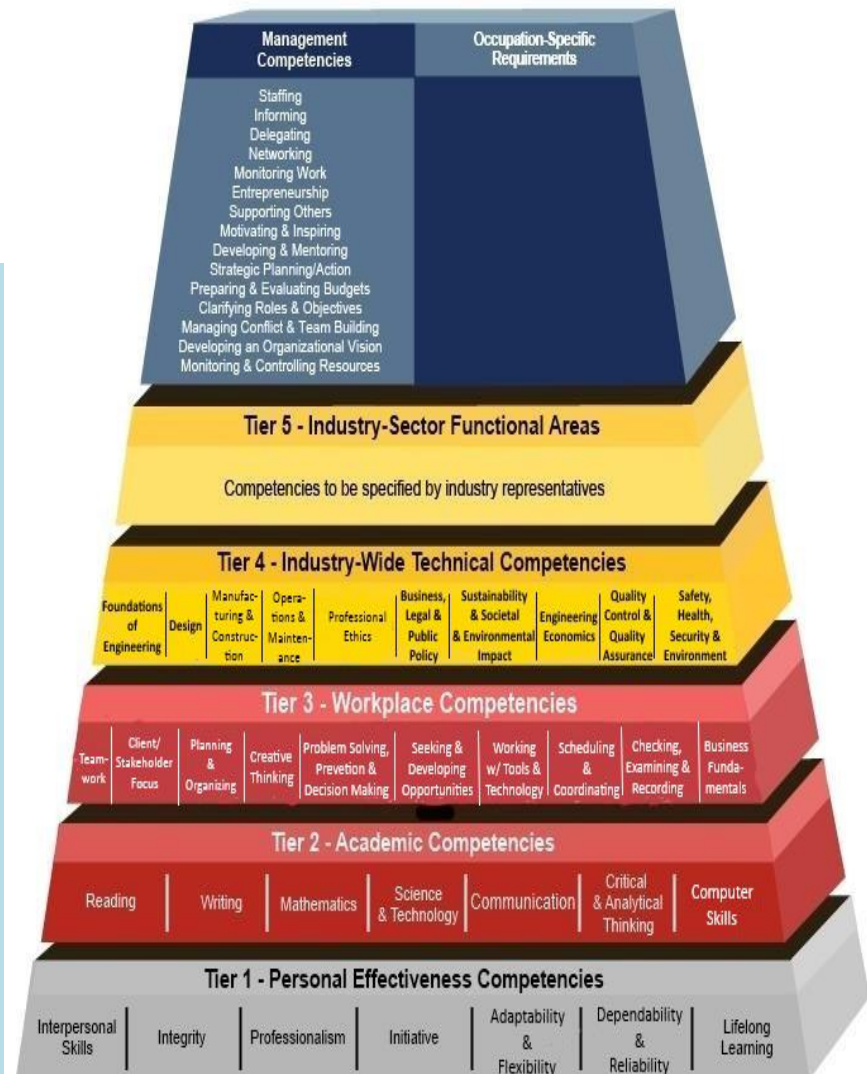 Management
Competencies
Occupation-Specific
Requirements
Staffing
Informing
Delegating
Networking
Monitoring Work
Entrepreneurship
Supporting Others
Motivating & Inspiring
Developing & Mentoring
Strategic Planning/Action
Preparing & Evaluating Budgets
Clarifying Roles & Objectives
Managing Conflict & Team Building
Developing an Organizational Vision
Monitoring & Controlling Resources
Tier 5 - Industry-Sector Functional Areas
Competencies to be specified by industry representatives
Tier 4 - Industry-Wide Technical Competencies
Foundations
of
Engineering
Design
Manufac-
turing &
Construc-
tion
Opera-
tions &
Mainten-
ance
Professional
Ethics
Business,
Legal &
Public
Policy
Sustainability
& Societal
& Environmental
Impact
Engineering
Economics
Quality
Control &
Quality
Assurance
Safety,
Health,
Security &
Environment
Tier 3 - Workplace Competencies
Team-
work
Client/
Stakeholder
Focus
Planning
&
Organizing
Creative
Thinking
Problem Solving,
Prevetion &
Decision Making
Seeking &
Developing
Opportunities
Working
w/ Tools &
Technology
Scheduling
&
Coordinating
Checking,
Examining &
Recording
Business
Funda-
mentals
Tier 2 - Academic Competencies
Reading
Writing
Mathematics
Science
& Technology
Communication
Critical
& Analytical
Thinking
Computer
Skills
Tier 1 - Personal Effectiveness Competencies
Interpersonal
Skills
Integrity
Professionalism
Initiative
Adaptability
&
Flexibility
Dependability
&
Reliability
Lifelong
Learning